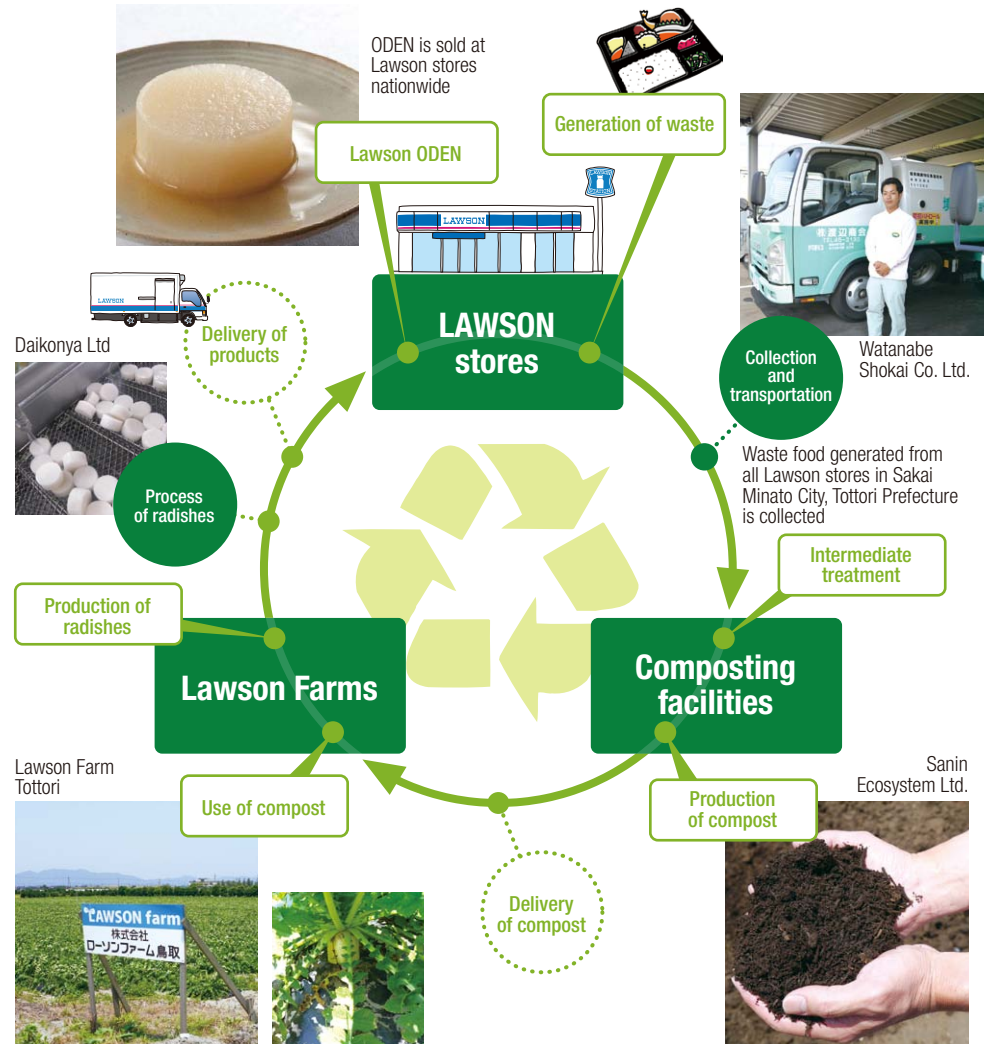 ODEN is sold at
Lawson stores
nationwide
Lawson ODEN
Generation of waste
LAWSON
LAWSON
stores
LAWSON
Delivery of
products
Daikonya Ltd
Process
of radishes
Collection
and
transportation
Watanabe
Shokai Co. Ltd.
Waste food generated from
all Lawson stores in Sakai
Minato City, Tottori Prefecture
is collected
Intermediate
treatment
Production of
radishes
Lawson Farms
Composting
facilities
Use of compost
Production
of compost
Delivery
of compost
Lawson Farm
Tottori
LAWSON farm
株式会社
ローソンファーム鳥取
Sanin
Ecosystem Ltd.